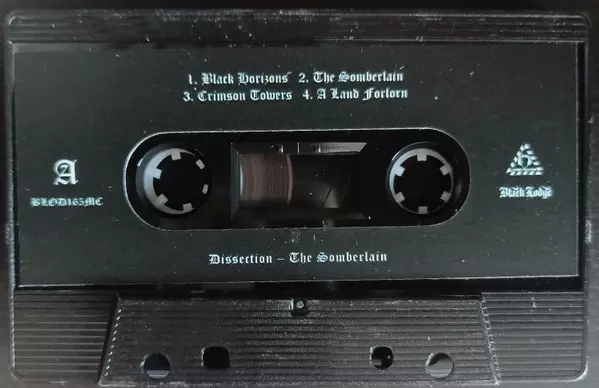 1. Black Horizons 2. The Somberlain
3. Crimson Towers 4. A Land Forlorn
A
BLOD165MC
Black Lodge
Dissection – The Somberlain